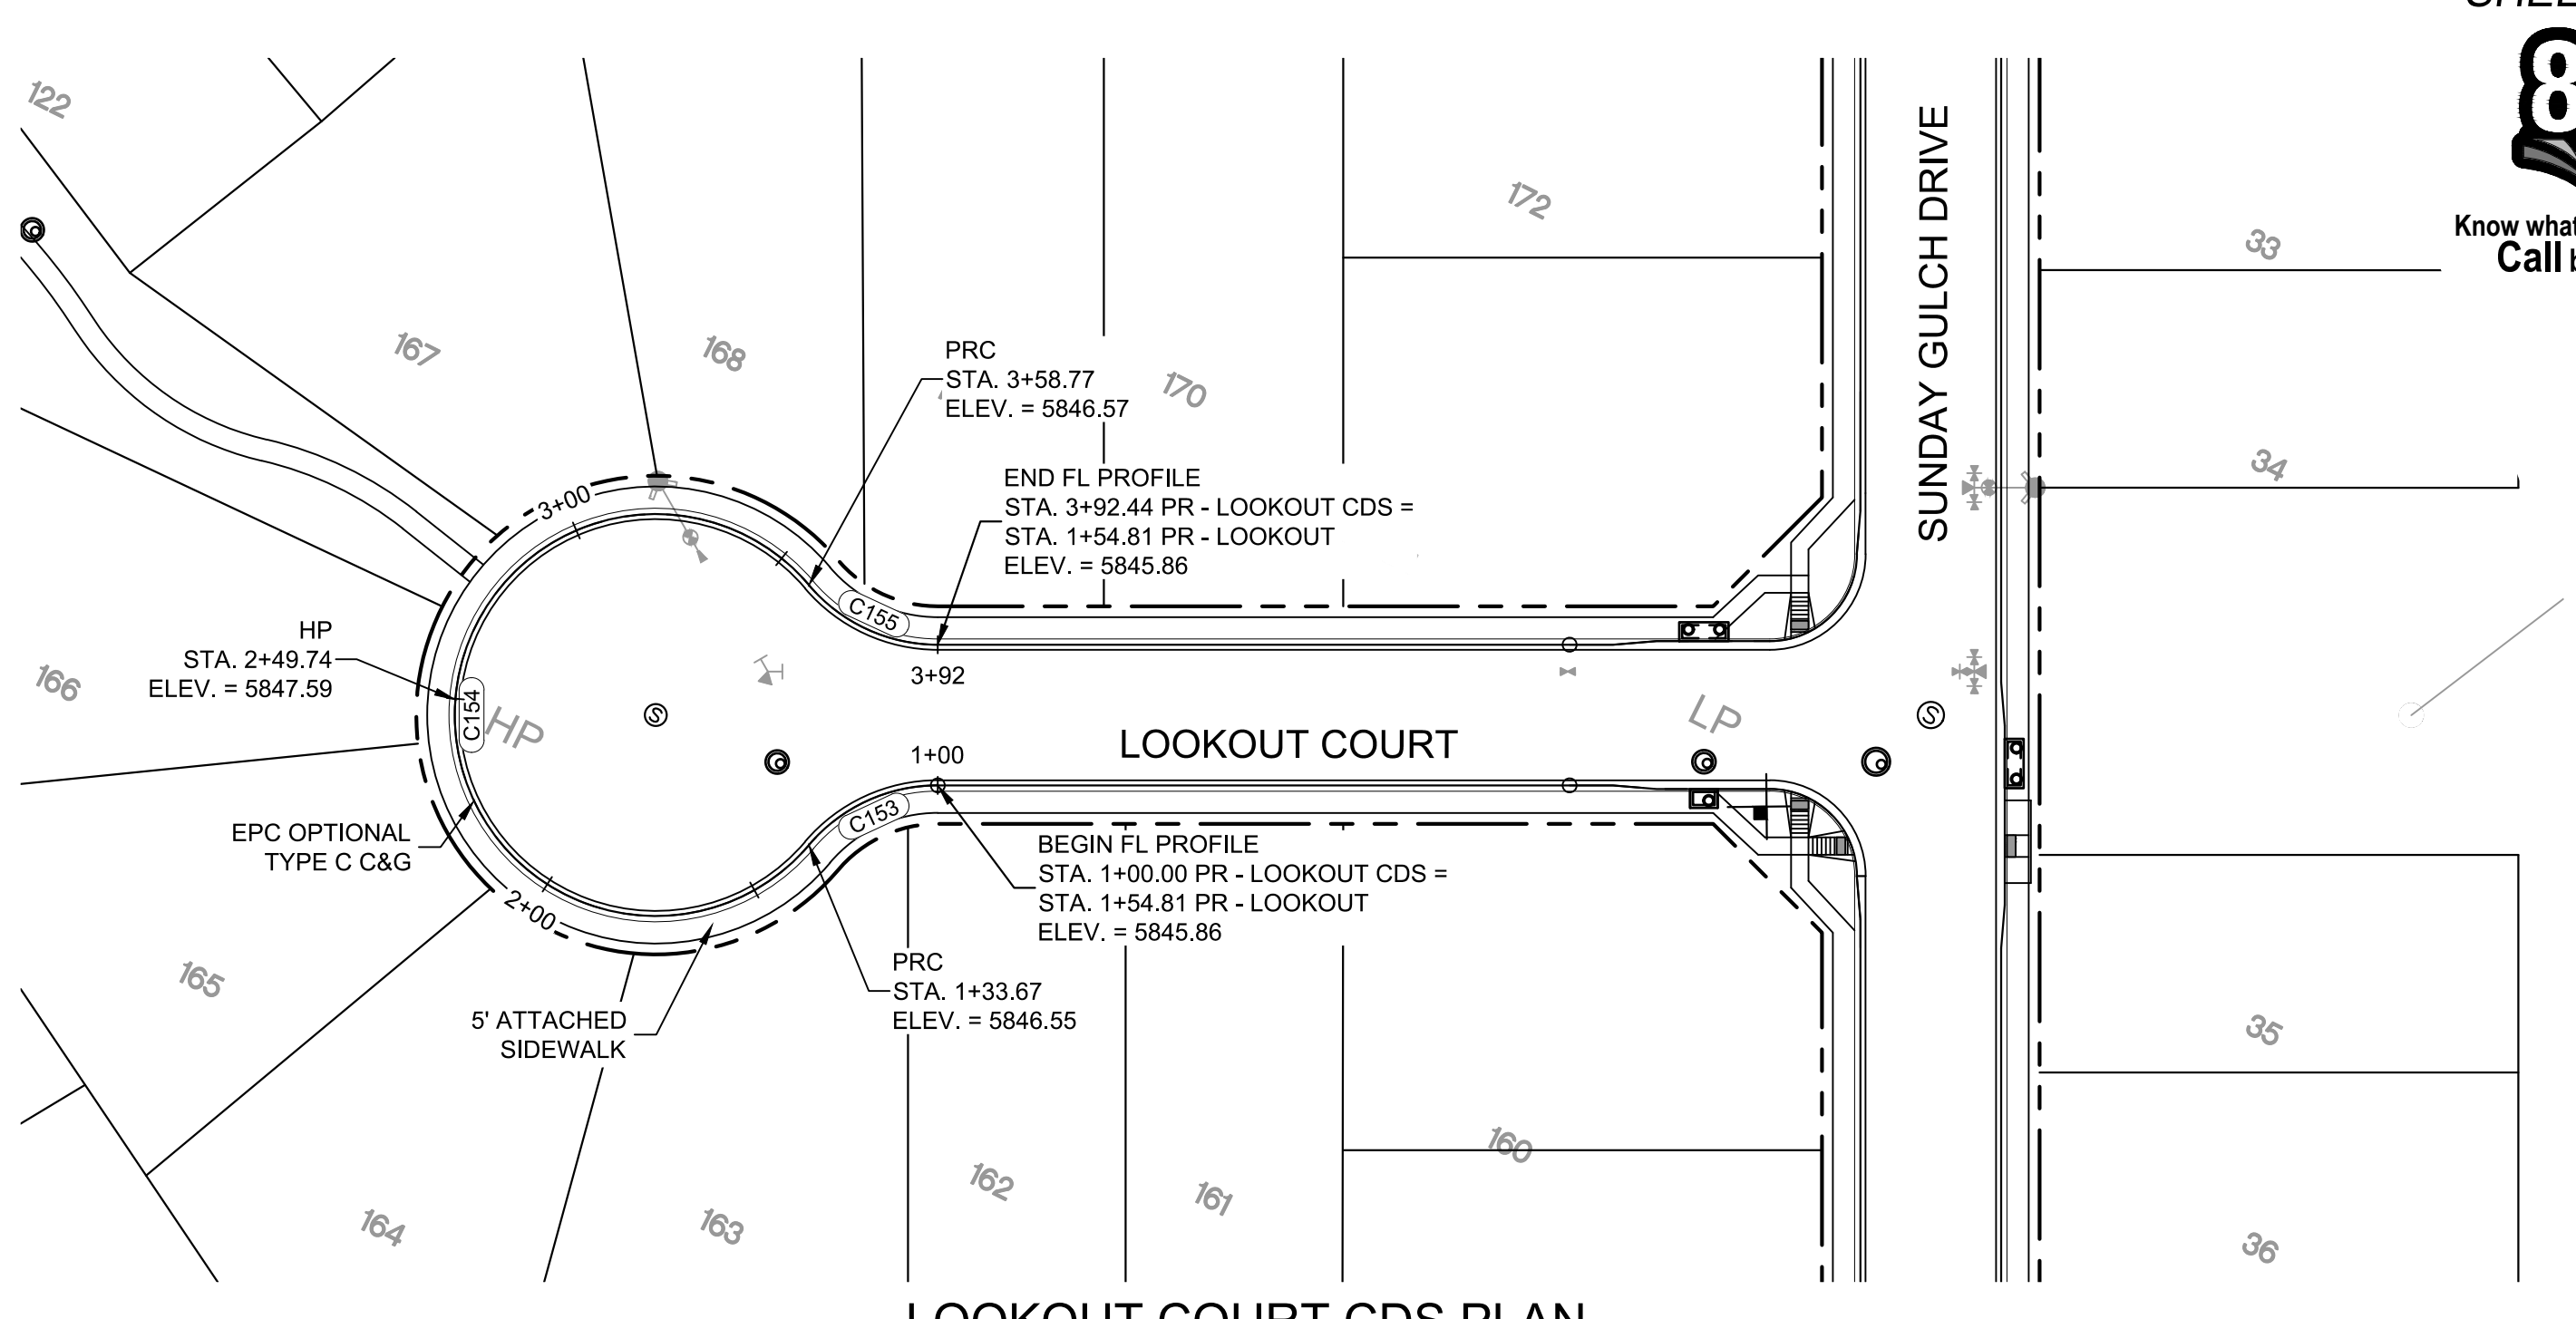 122
172
SUNDAY GULCH DRIVE
33
Know what
Call
167
168
170
PRC
STA. 3+58.77
ELEV. = 5846.57
34
END FL PROFILE
STA. 3+92.44 PR - LOOKOUT CDS =
STA. 1+54.81 PR - LOOKOUT
ELEV. = 5845.86
3+00
C155
HP
STA. 2+49.74
ELEV. = 5847.59
166
3+92
C154
HP
S
LP
S
LOOKOUT COURT
1+00
C153
EPC OPTIONAL
TYPE C C&G
BEGIN FL PROFILE
STA. 1+00.00 PR - LOOKOUT CDS =
STA. 1+54.81 PR - LOOKOUT
ELEV. = 5845.86
2+00
165
PRC
STA. 1+33.67
ELEV. = 5846.55
5' ATTACHED
SIDEWALK
35
160
162
161
164
163
36
LOOKOUT COURT CDS PLAN